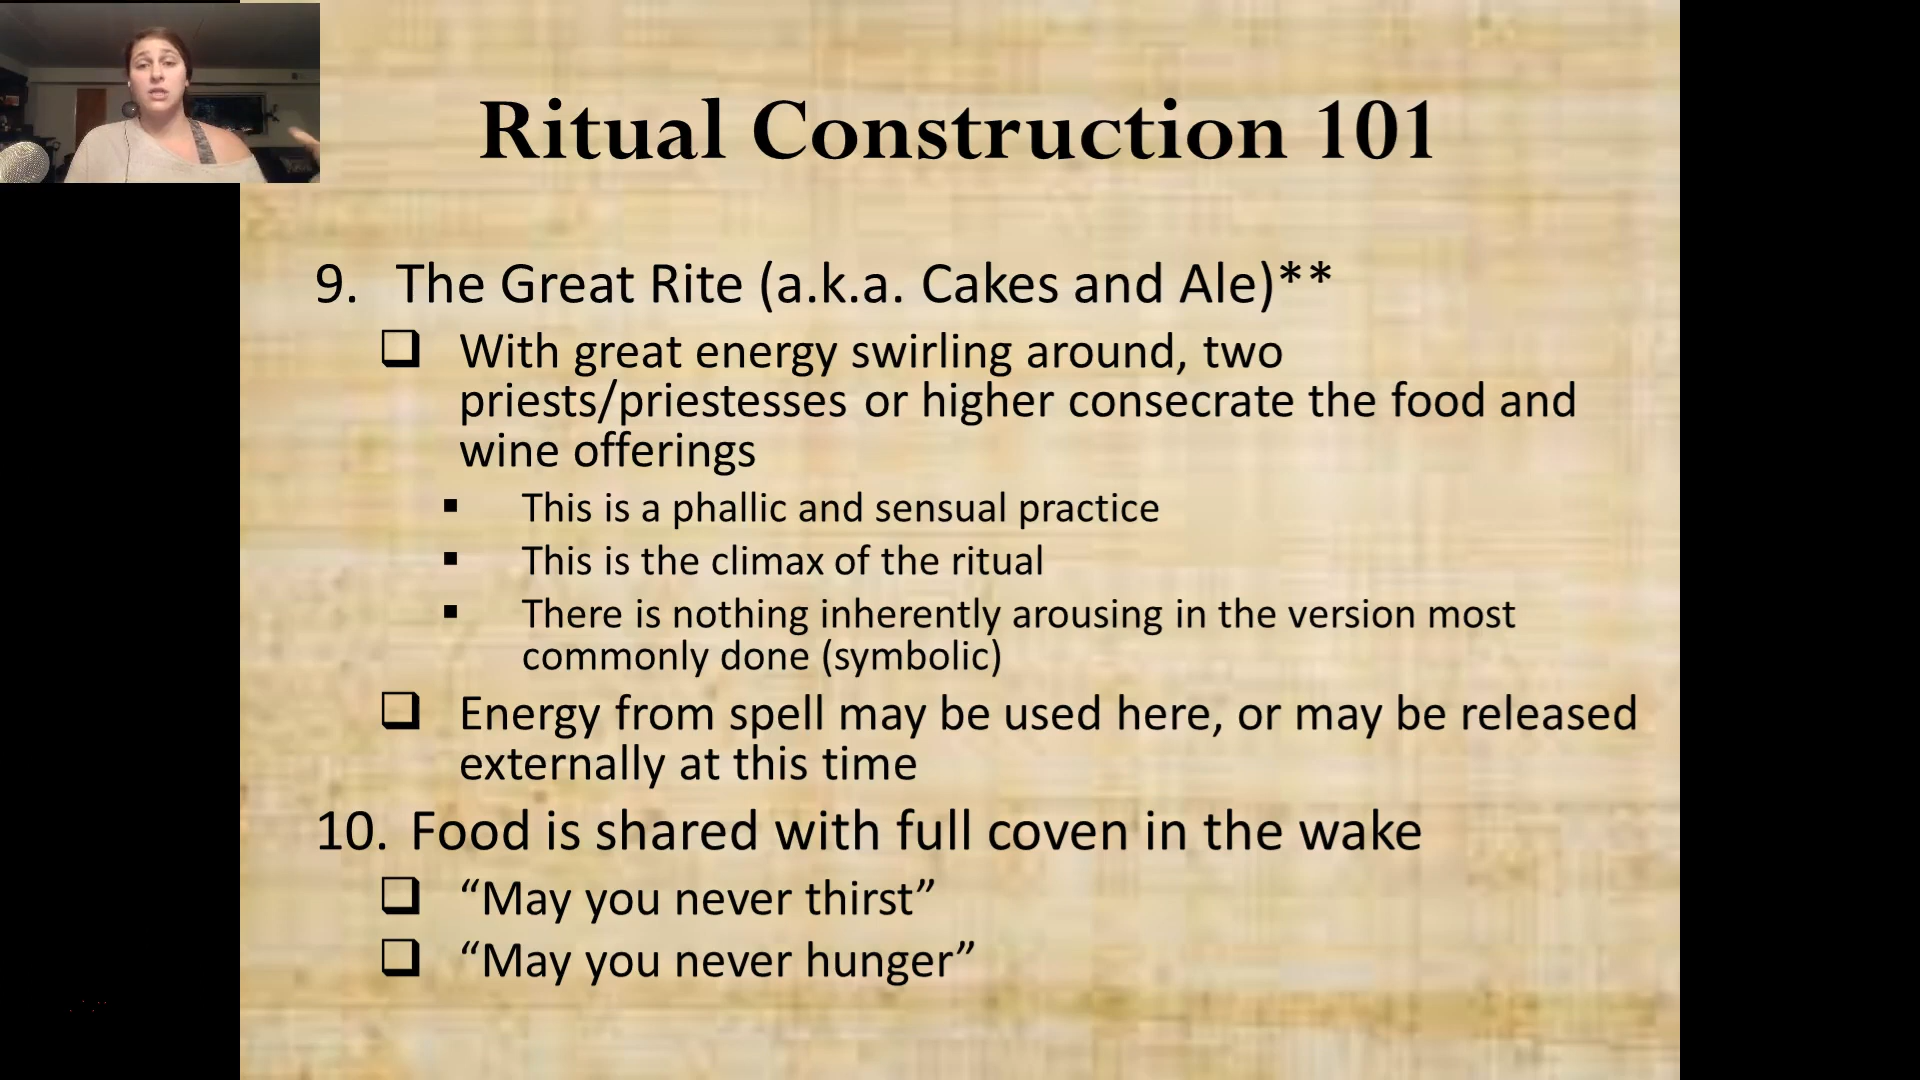 Ritual Construction 101
9. The Great Rite (a.k.a. Cakes and Ale)**
❑ With great energy swirling around, two
priests/priestesses or higher consecrate the food and
wine offerings
▪ This is a phallic and sensual practice
▪ This is the climax of the ritual
▪ There is nothing inherently arousing in the version most
commonly done (symbolic)
❑ Energy from spell may be used here, or may be released
externally at this time
10. Food is shared with full coven in the wake
❑ “May you never thirst”
❑ “May you never hunger”